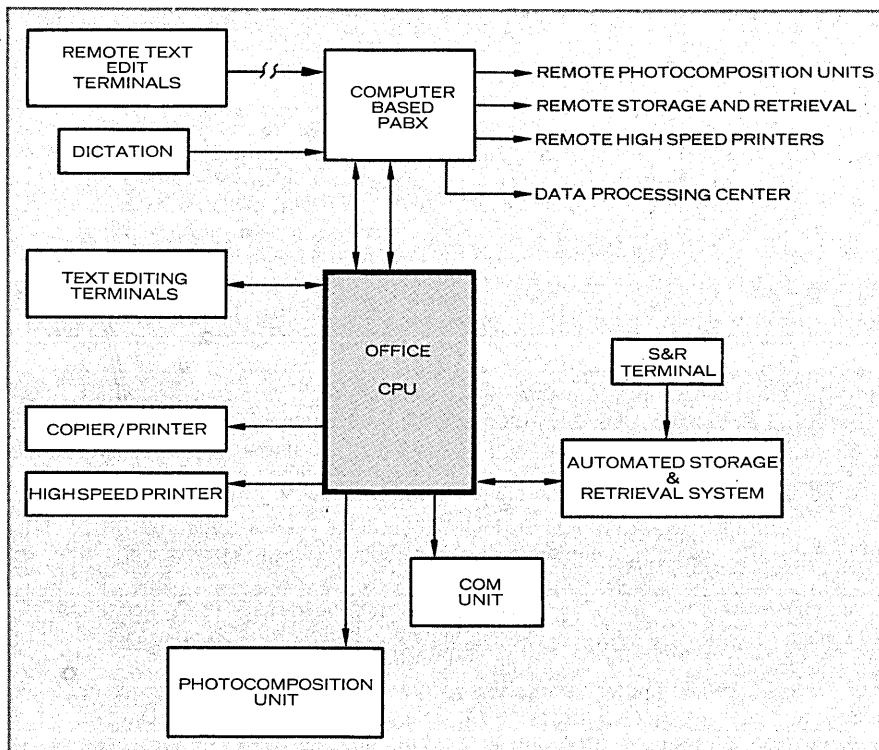 REMOTE TEXT
EDIT
TERMINALS
COMPUTER
BASED
PABX
REMOTE PHOTOCOMPOSITION UNITS
REMOTE STORAGE AND RETRIEVAL
REMOTE HIGH SPEED PRINTERS
DICTATION
DATA PROCESSING CENTER
TEXT EDITING
TERMINALS
OFFICE
CPU
S&R
TERMINAL
COPIER/PRINTER
AUTOMATED STORAGE
&
RETRIEVAL SYSTEM
HIGH SPEED PRINTER
COM
UNIT
PHOTOCOMPOSITION
UNIT